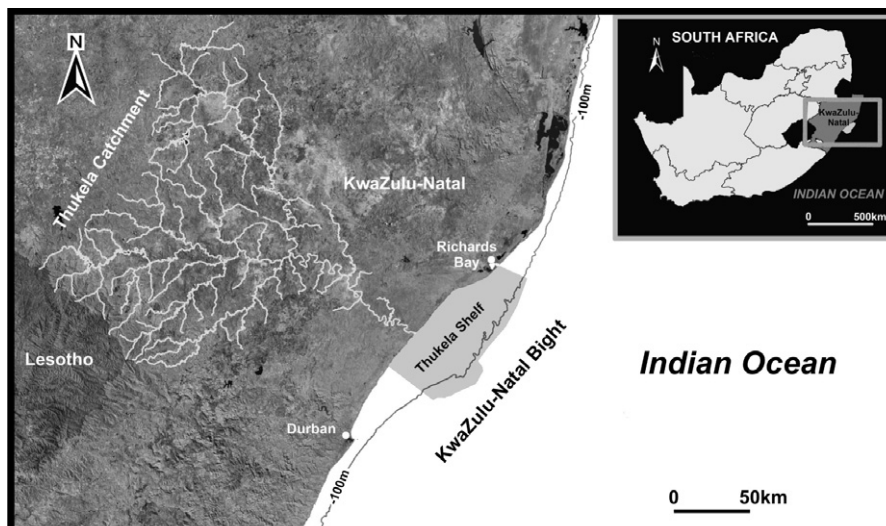 N
Thukela Catchment
KwaZulu-Natal
-100m
Richards
Bay
Thukela Shelf
KwaZulu-Natal Bight
Lesotho
Durban
-100m
Indian Ocean
0 50km
SOUTH AFRICA
N
KwaZulu-
Natal
INDIAN OCEAN
0 500km